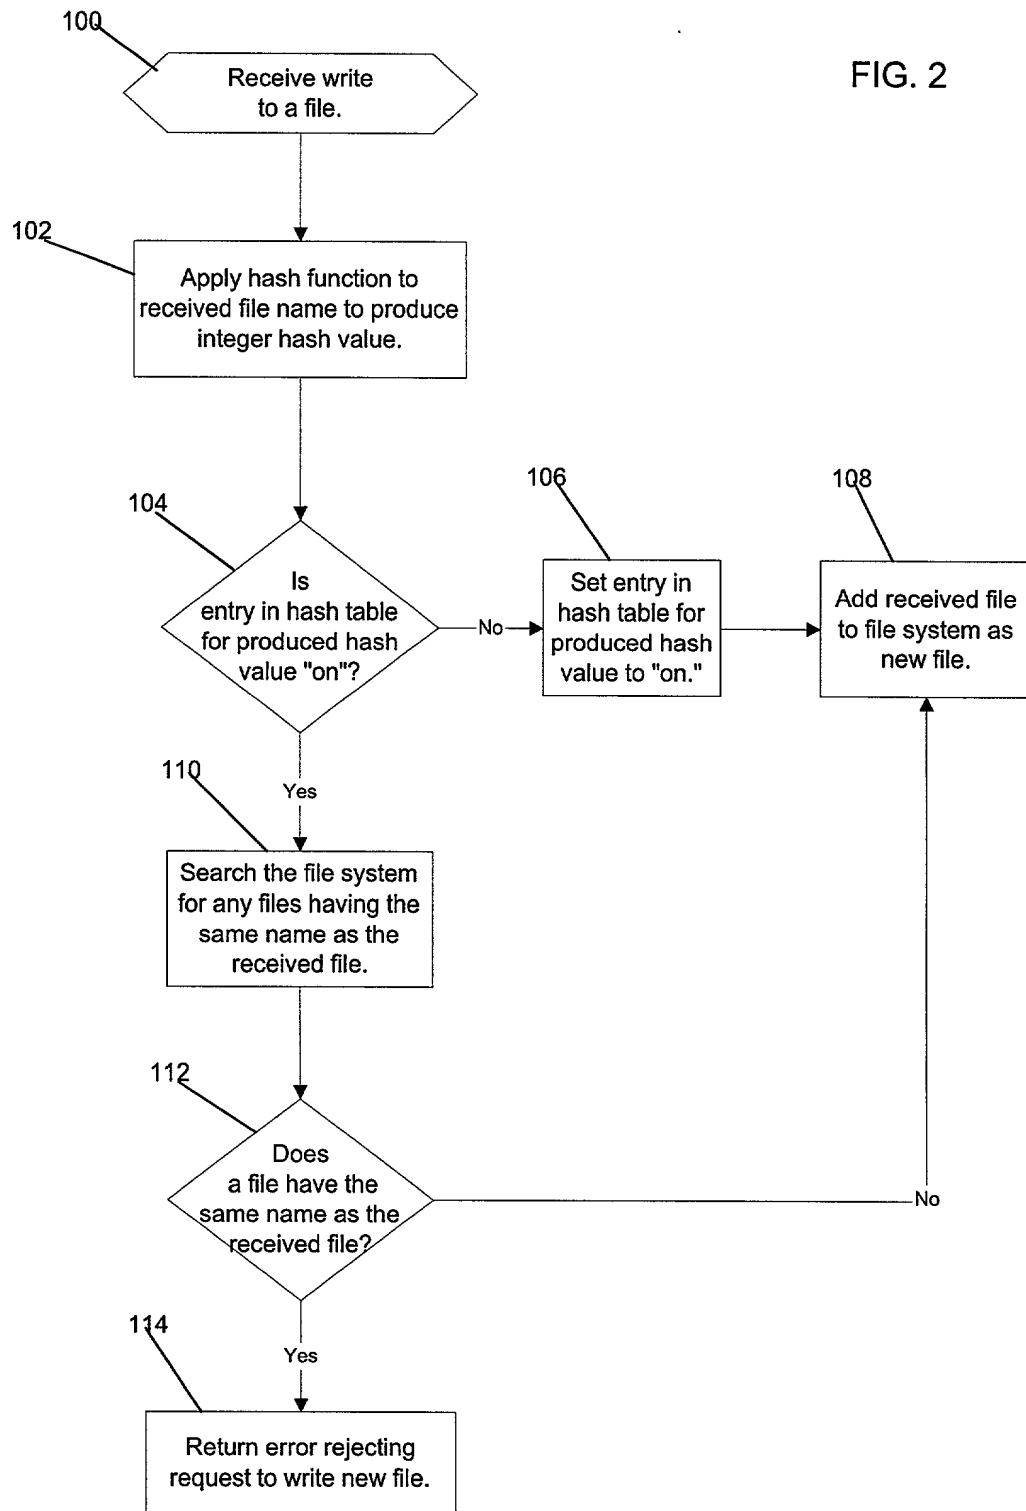 100
Receive write
to a file.
FIG. 2
102
Apply hash function to
received file name to produce
integer hash value.
104
Is
entry in hash table
for produced hash
value "on"?
No
106
Set entry in
hash table for
produced hash
value to "on."
108
Add received file
to file system as
new file.
Yes
110
Search the file system
for any files having the
same name as the
received file.
112
Does
a file have the
same name as the
received file?
No
Yes
114
Return error rejecting
request to write new file.